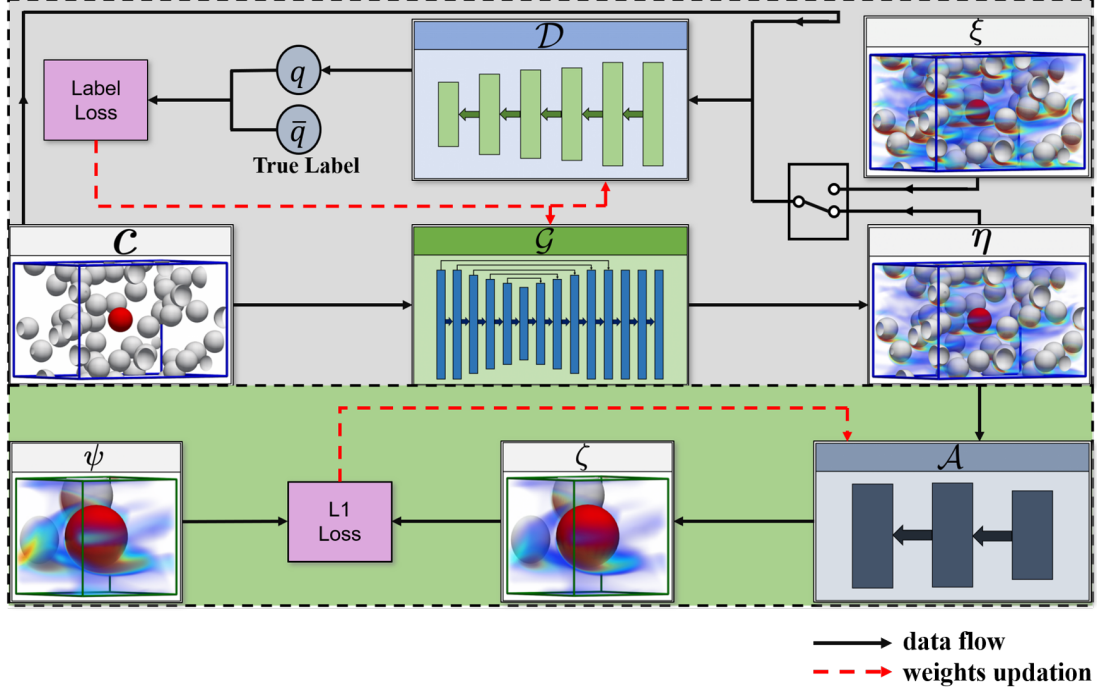 𝒟
ξ
q
Label
Loss
q̄
True Label
C
𝒢
η
ψ
ζ
𝒜
L1
Loss
data flow
weights updation